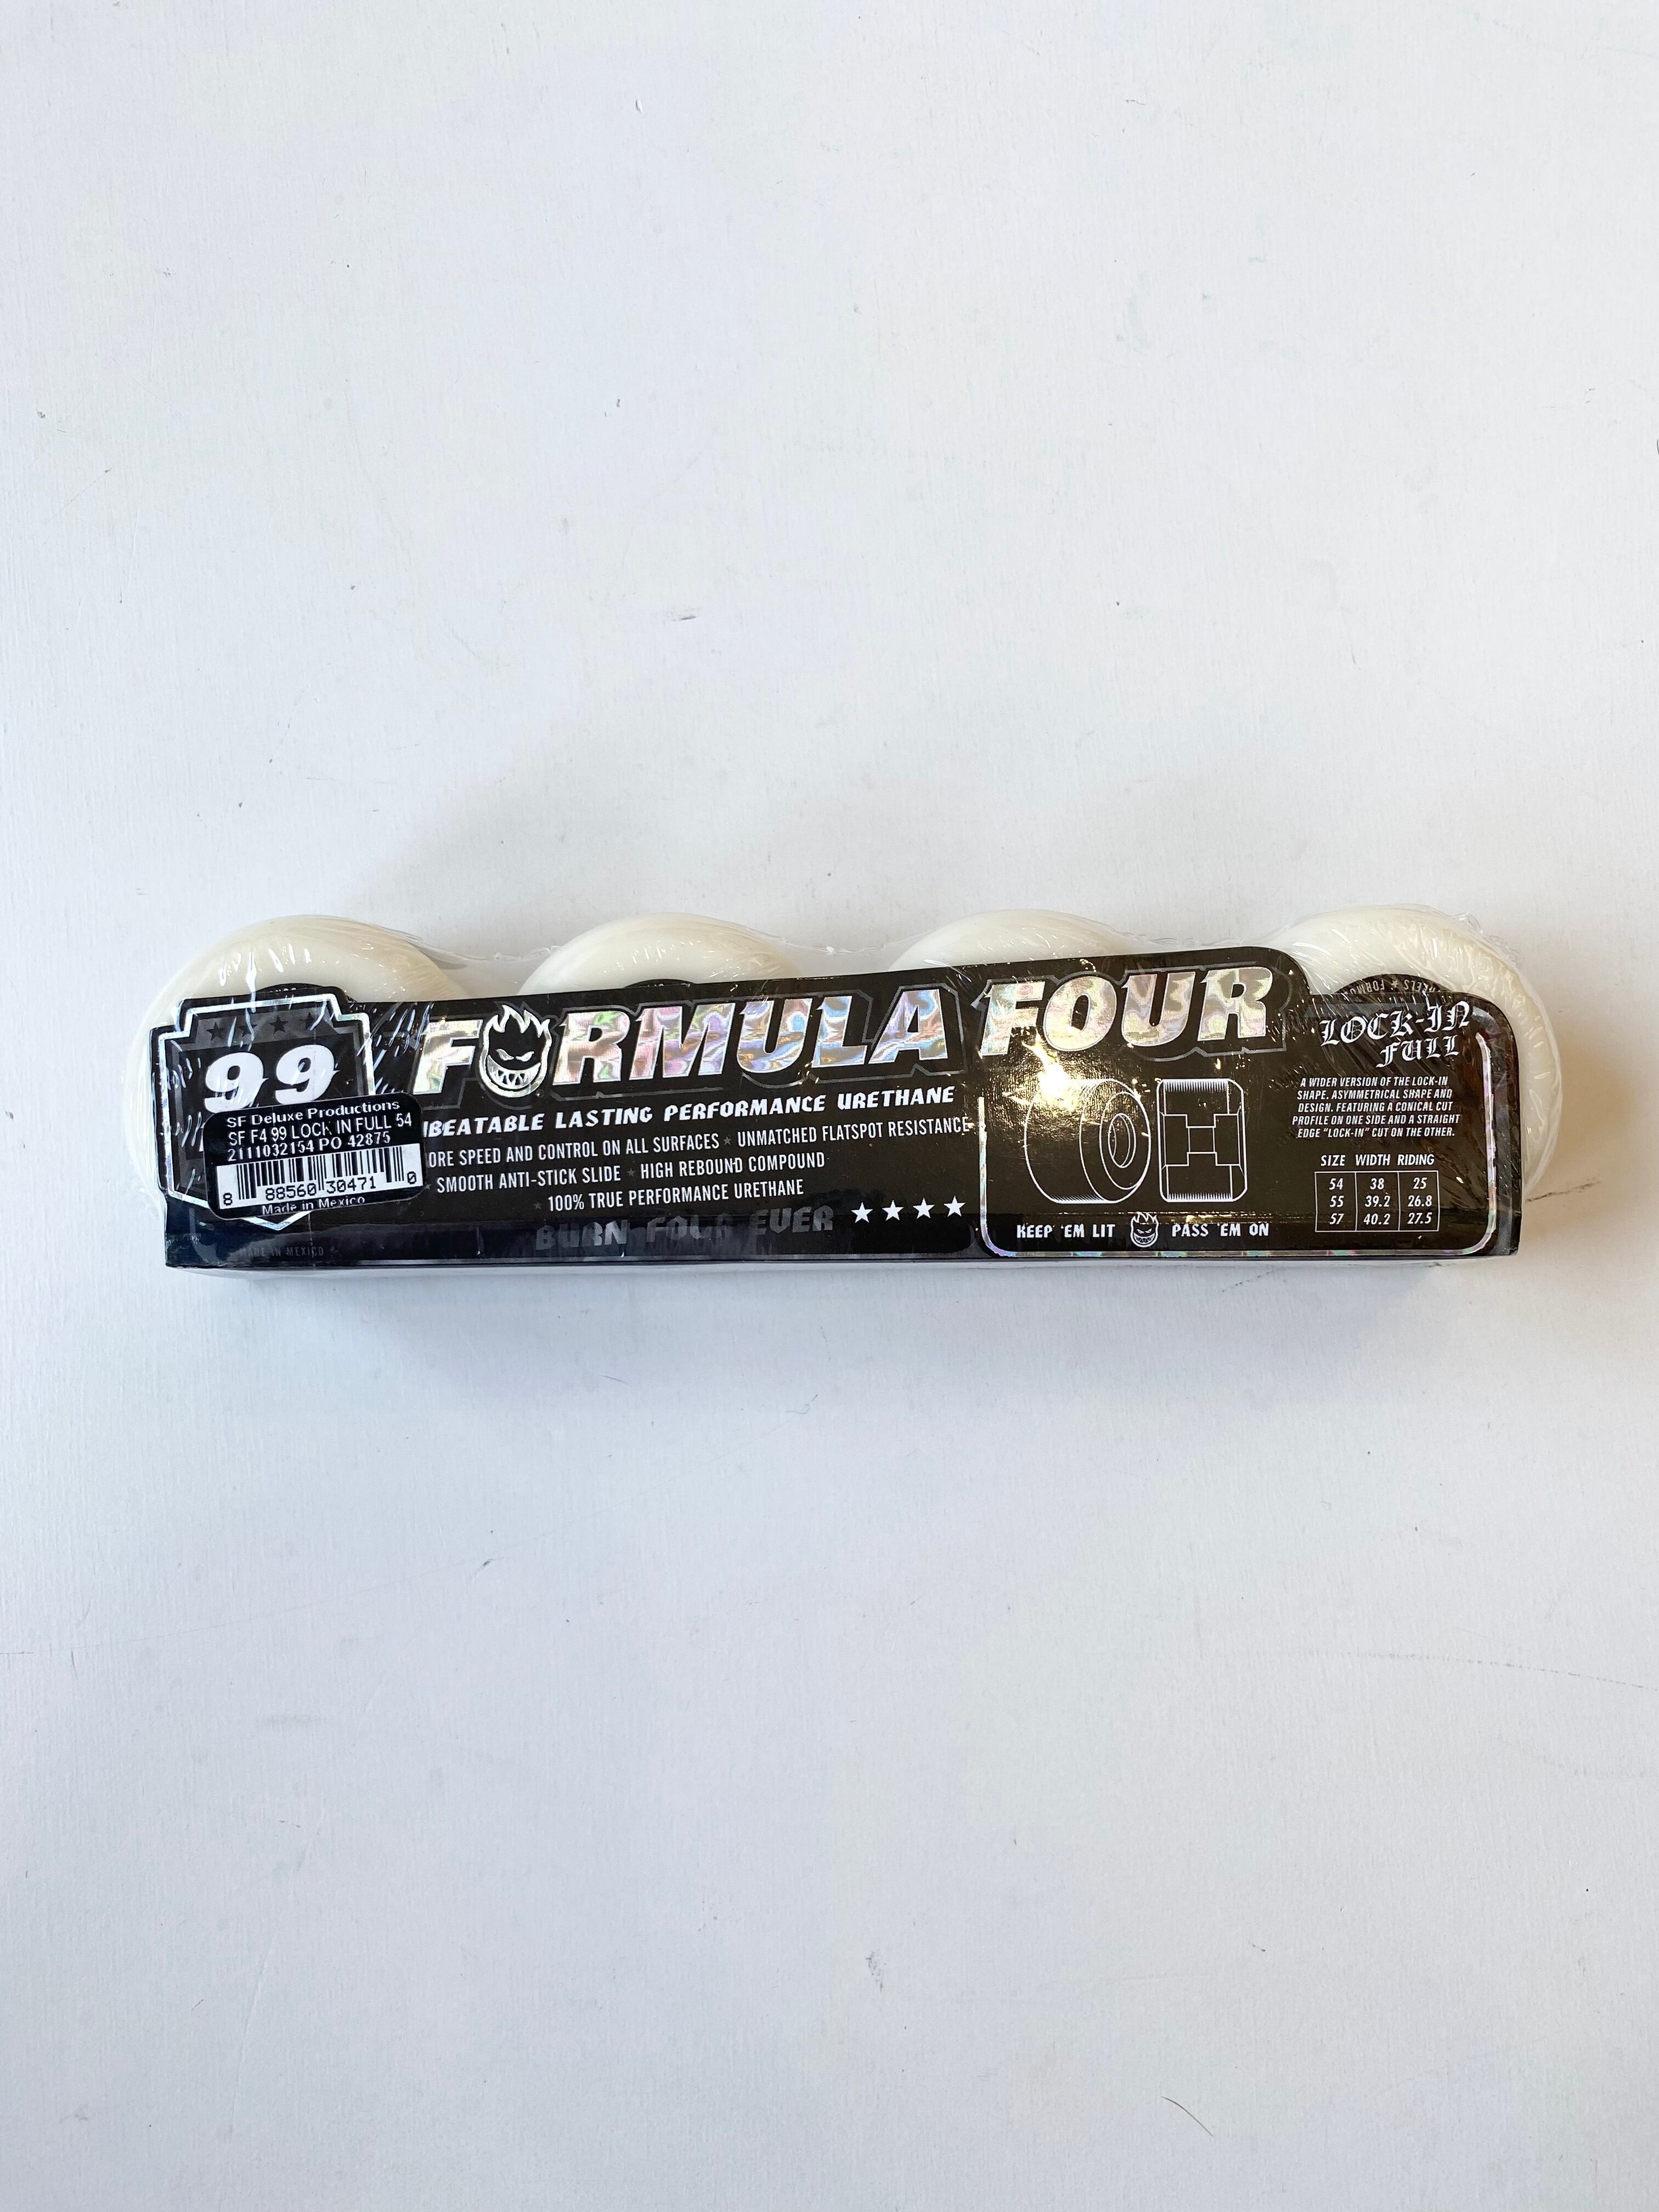 99
SF Deluxe Productions
SF F4 99 LOCK IN FULL 54
2111032154 PO 42875
8 88560 30471 0
Made in Mexico
MADE IN MEXICO
FORMULA FOUR
BEATABLE LASTING PERFORMANCE URETHANE
ORE SPEED AND CONTROL ON ALL SURFACES ★ UNMATCHED FLATSPOT RESISTANCE
SMOOTH ANTI-STICK SLIDE ★ HIGH REBOUND COMPOUND
★ 100% TRUE PERFORMANCE URETHANE
BURN FOUR EVER ★★★★
KEEP 'EM LIT PASS 'EM ON
LOCK-IN
FULL
A WIDER VERSION OF THE LOCK-IN
SHAPE. ASYMMETRICAL SHAPE AND
DESIGN. FEATURING A CONICAL CUT
PROFILE ON ONE SIDE AND A STRAIGHT
EDGE "LOCK-IN" CUT ON THE OTHER.
SIZE WIDTH RIDING
54 38 25
55 39.2 26.8
57 40.2 27.5